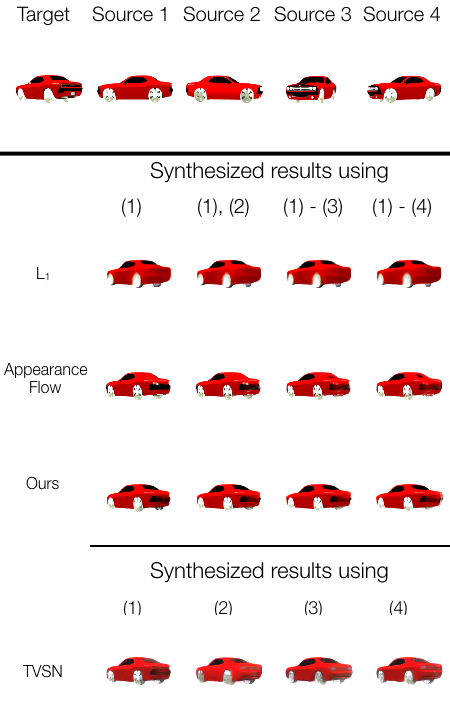 Target Source 1 Source 2 Source 3 Source 4
Synthesized results using
(1) (1), (2) (1) - (3) (1) - (4)
L₁
Appearance
Flow
Ours
Synthesized results using
(1) (2) (3) (4)
TVSN